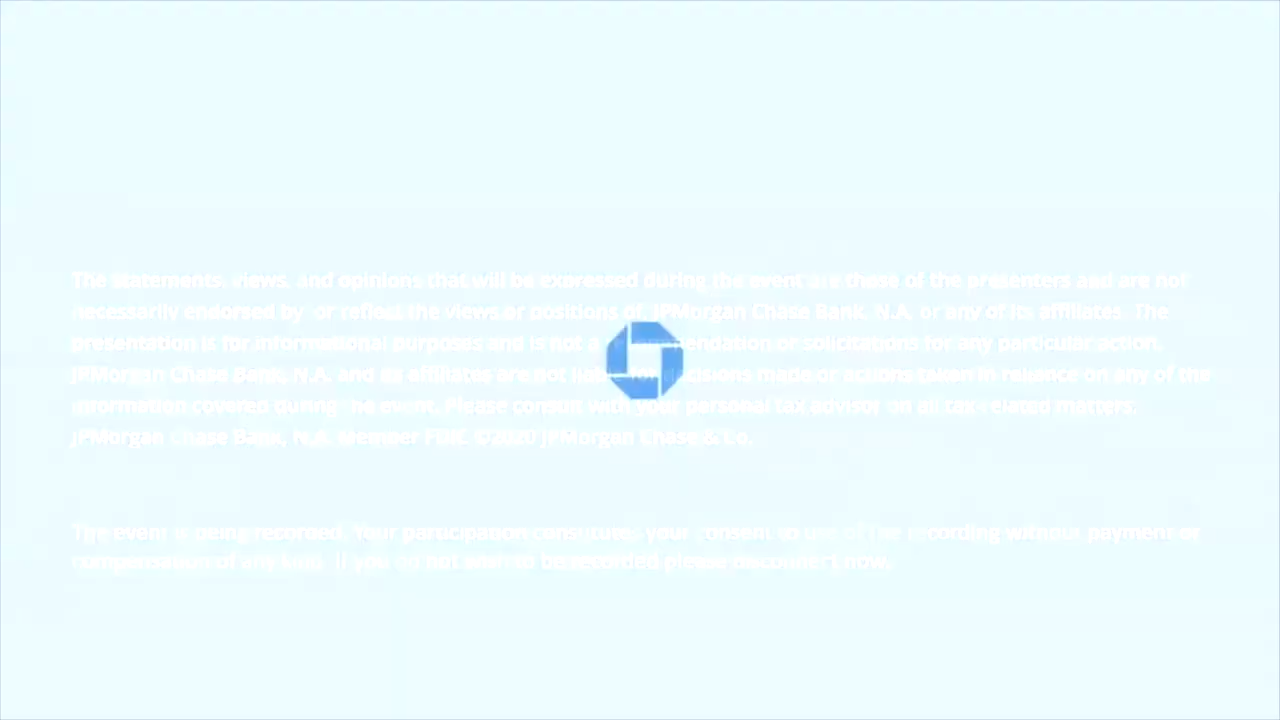 The statements, views, and opinions that will be expressed during the event are those of the presenters and are not
necessarily endorsed by, or reflect the views or positions of, JPMorgan Chase Bank, N.A. or any of its affiliates. The
presentation is for informational purposes and is not a recommendation or solicitations for any particular action.
JPMorgan Chase Bank, N.A. and its affiliates are not liable for decisions made or actions taken in reliance on any of the
information covered during the event. Please consult with your personal tax advisor on all tax-related matters.
JPMorgan Chase Bank, N.A. Member FDIC. ©2020 JPMorgan Chase & Co.
The event is being recorded. Your participation constitutes your consent to use of the recording without payment or
compensation of any kind. If you do not wish to be recorded please disconnect now.